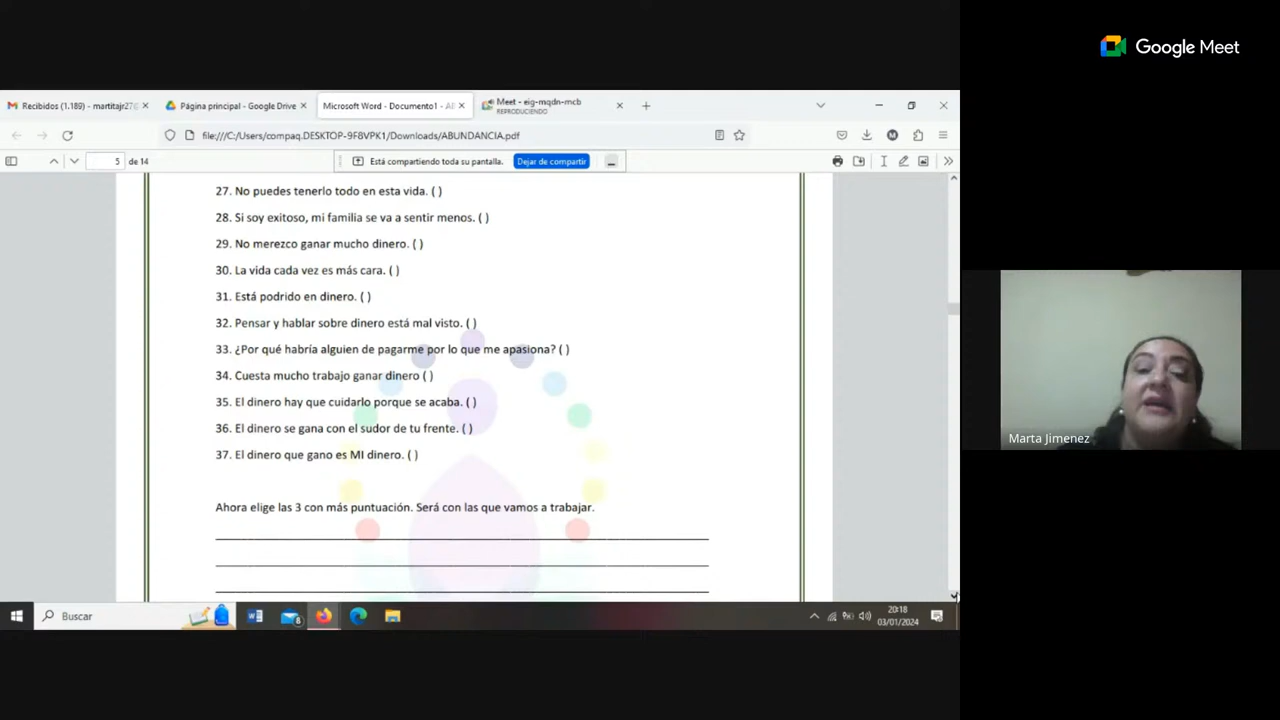 Google Meet
Recibidos (1.189) - martitajr27@
Página principal - Google Drive
Microsoft Word - Documento1 - AB
Meet - eig-mqdn-mcb
REPRODUCIENDO
file:///C:/Users/compaq.DESKTOP-9F8VPK1/Downloads/ABUNDANCIA.pdf
5 de 14
Está compartiendo toda su pantalla.
Dejar de compartir
27. No puedes tenerlo todo en esta vida. ( )
28. Si soy exitoso, mi familia se va a sentir menos. ( )
29. No merezco ganar mucho dinero. ( )
30. La vida cada vez es más cara. ( )
31. Está podrido en dinero. ( )
32. Pensar y hablar sobre dinero está mal visto. ( )
33. ¿Por qué habría alguien de pagarme por lo que me apasiona? ( )
34. Cuesta mucho trabajo ganar dinero ( )
35. El dinero hay que cuidarlo porque se acaba. ( )
36. El dinero se gana con el sudor de tu frente. ( )
37. El dinero que gano es MI dinero. ( )
Ahora elige las 3 con más puntuación. Será con las que vamos a trabajar.
Marta Jimenez
Buscar
20:18
03/01/2024